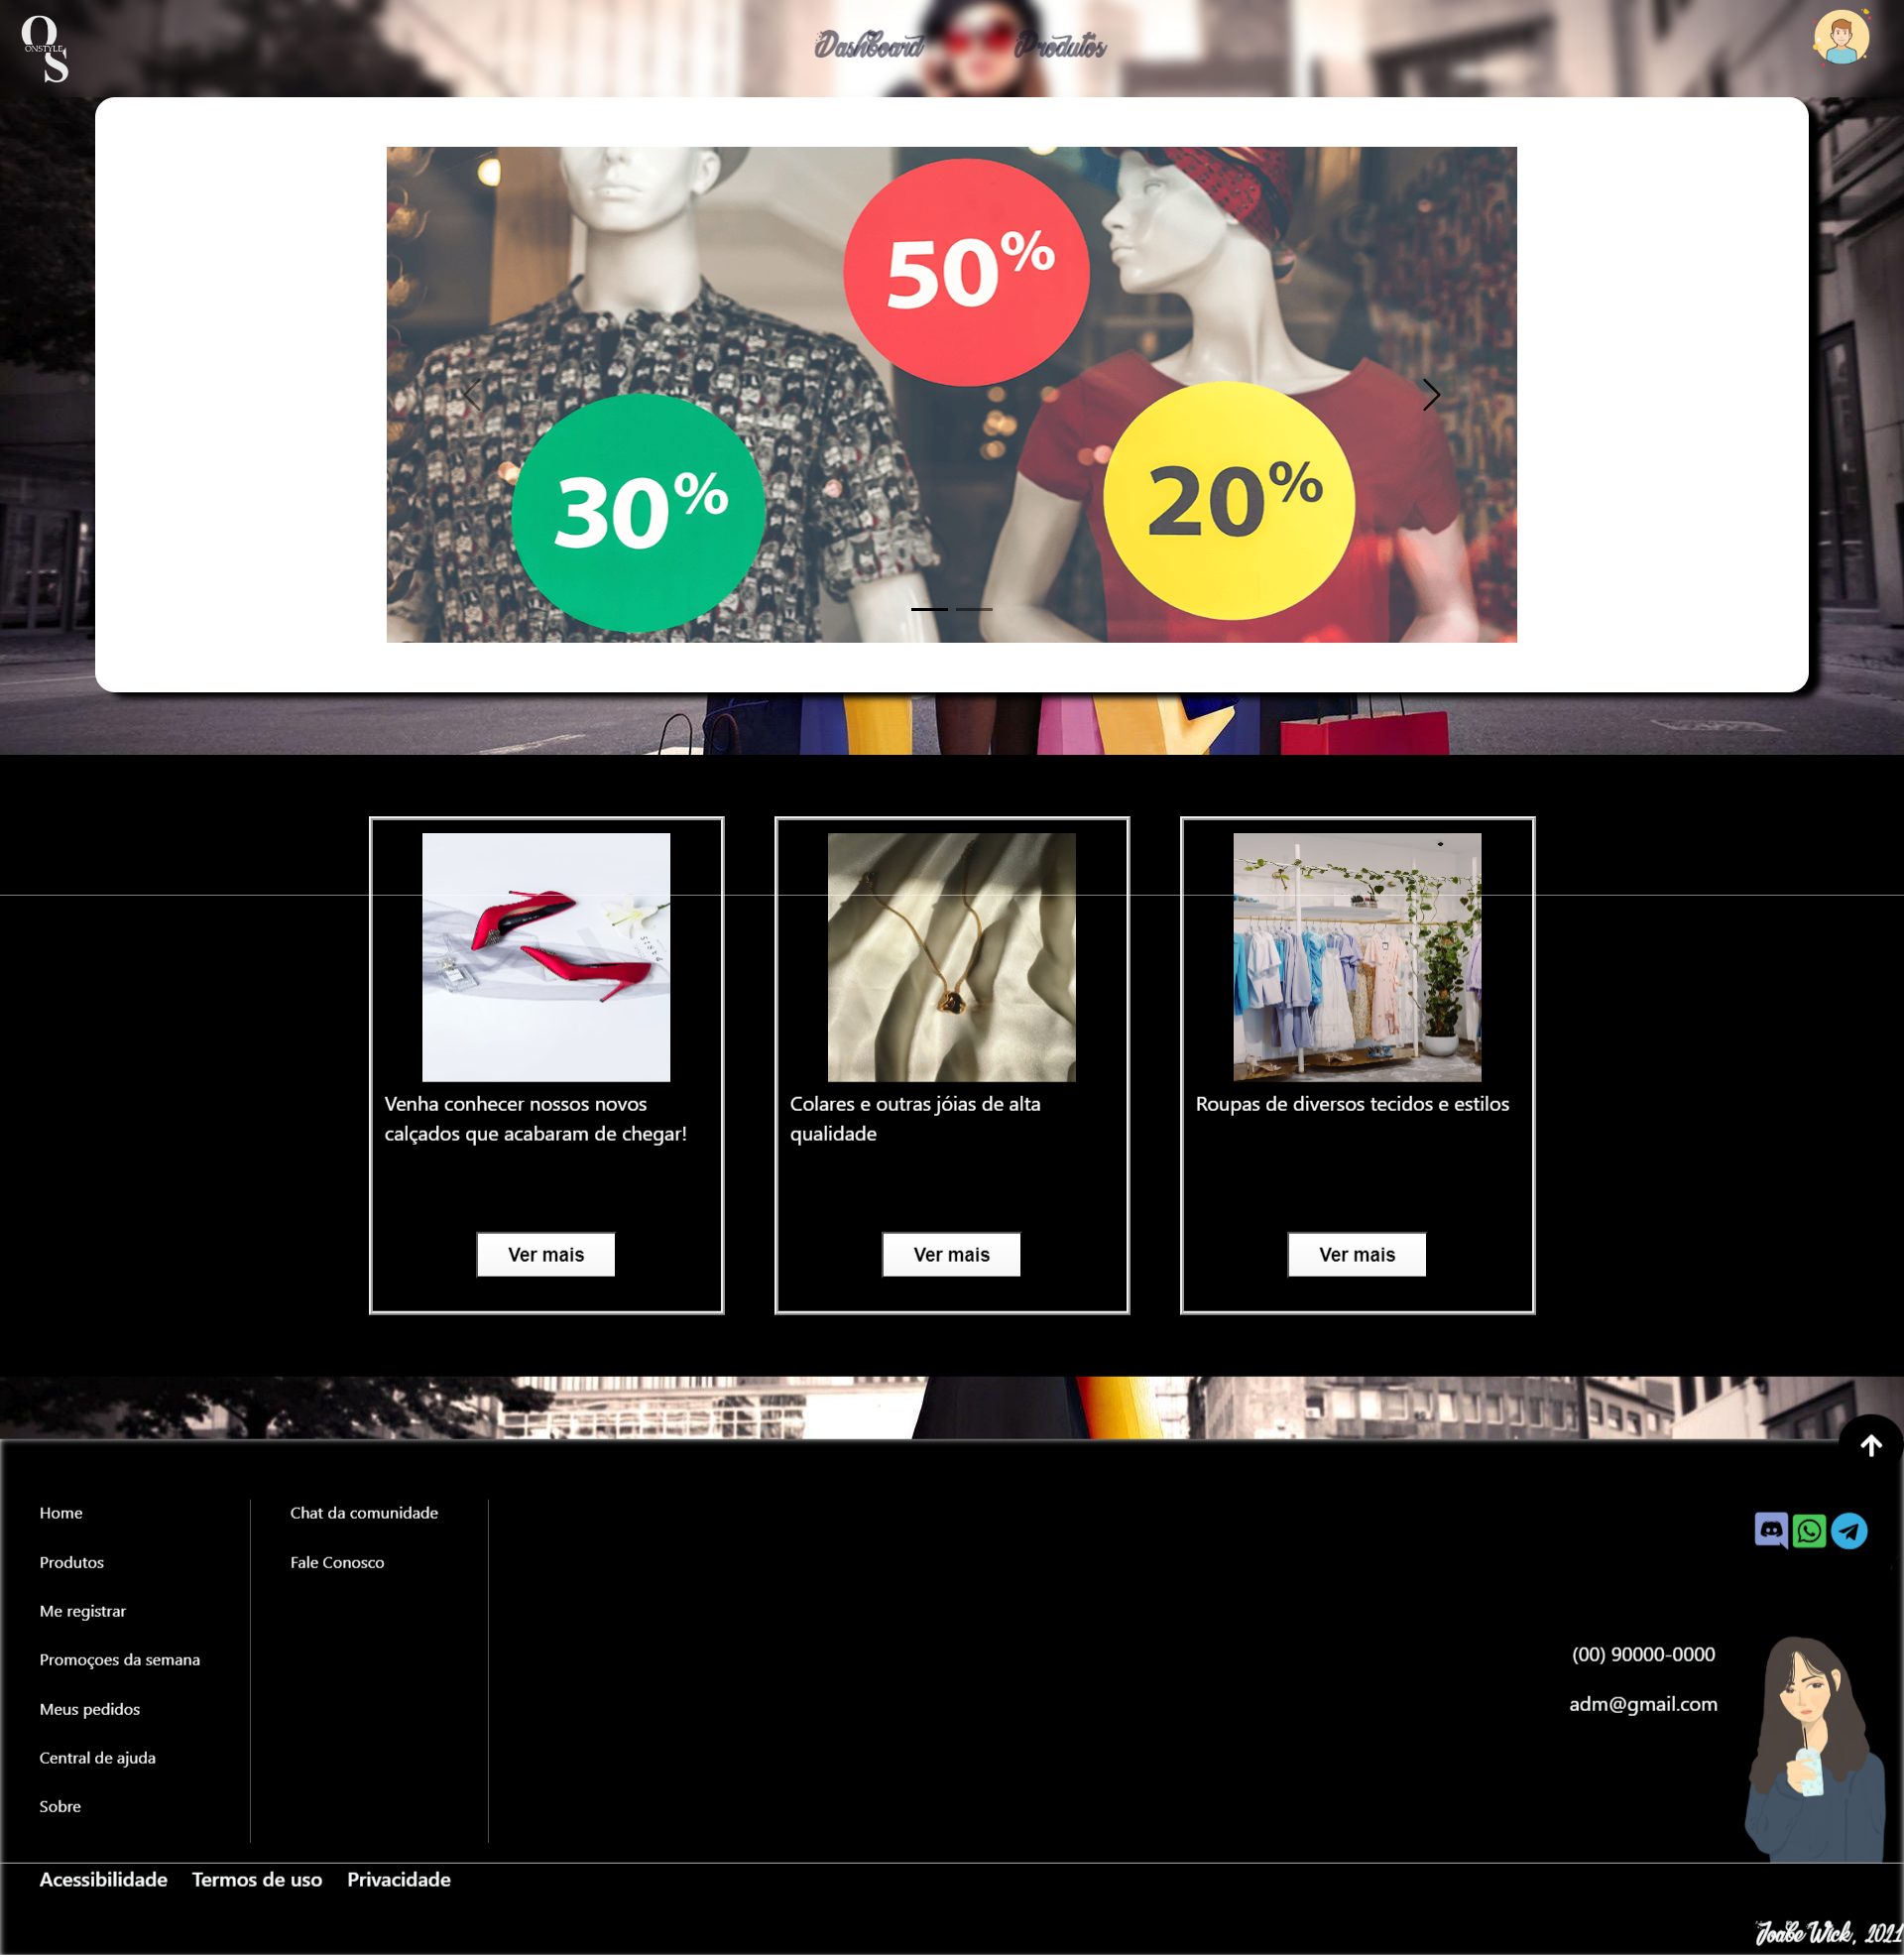 OS
ONSTYLE
Dashboard Produtos
50%
30%
20%
Venha conhecer nossos novos
calçados que acabaram de chegar!
Ver mais
Colares e outras jóias de alta
qualidade
Ver mais
Roupas de diversos tecidos e estilos
Ver mais
Home
Produtos
Me registrar
Promoçoes da semana
Meus pedidos
Central de ajuda
Sobre
Chat da comunidade
Fale Conosco
(00) 90000-0000
adm@gmail.com
Acessibilidade Termos de uso Privacidade
Joabe Wick, 2021